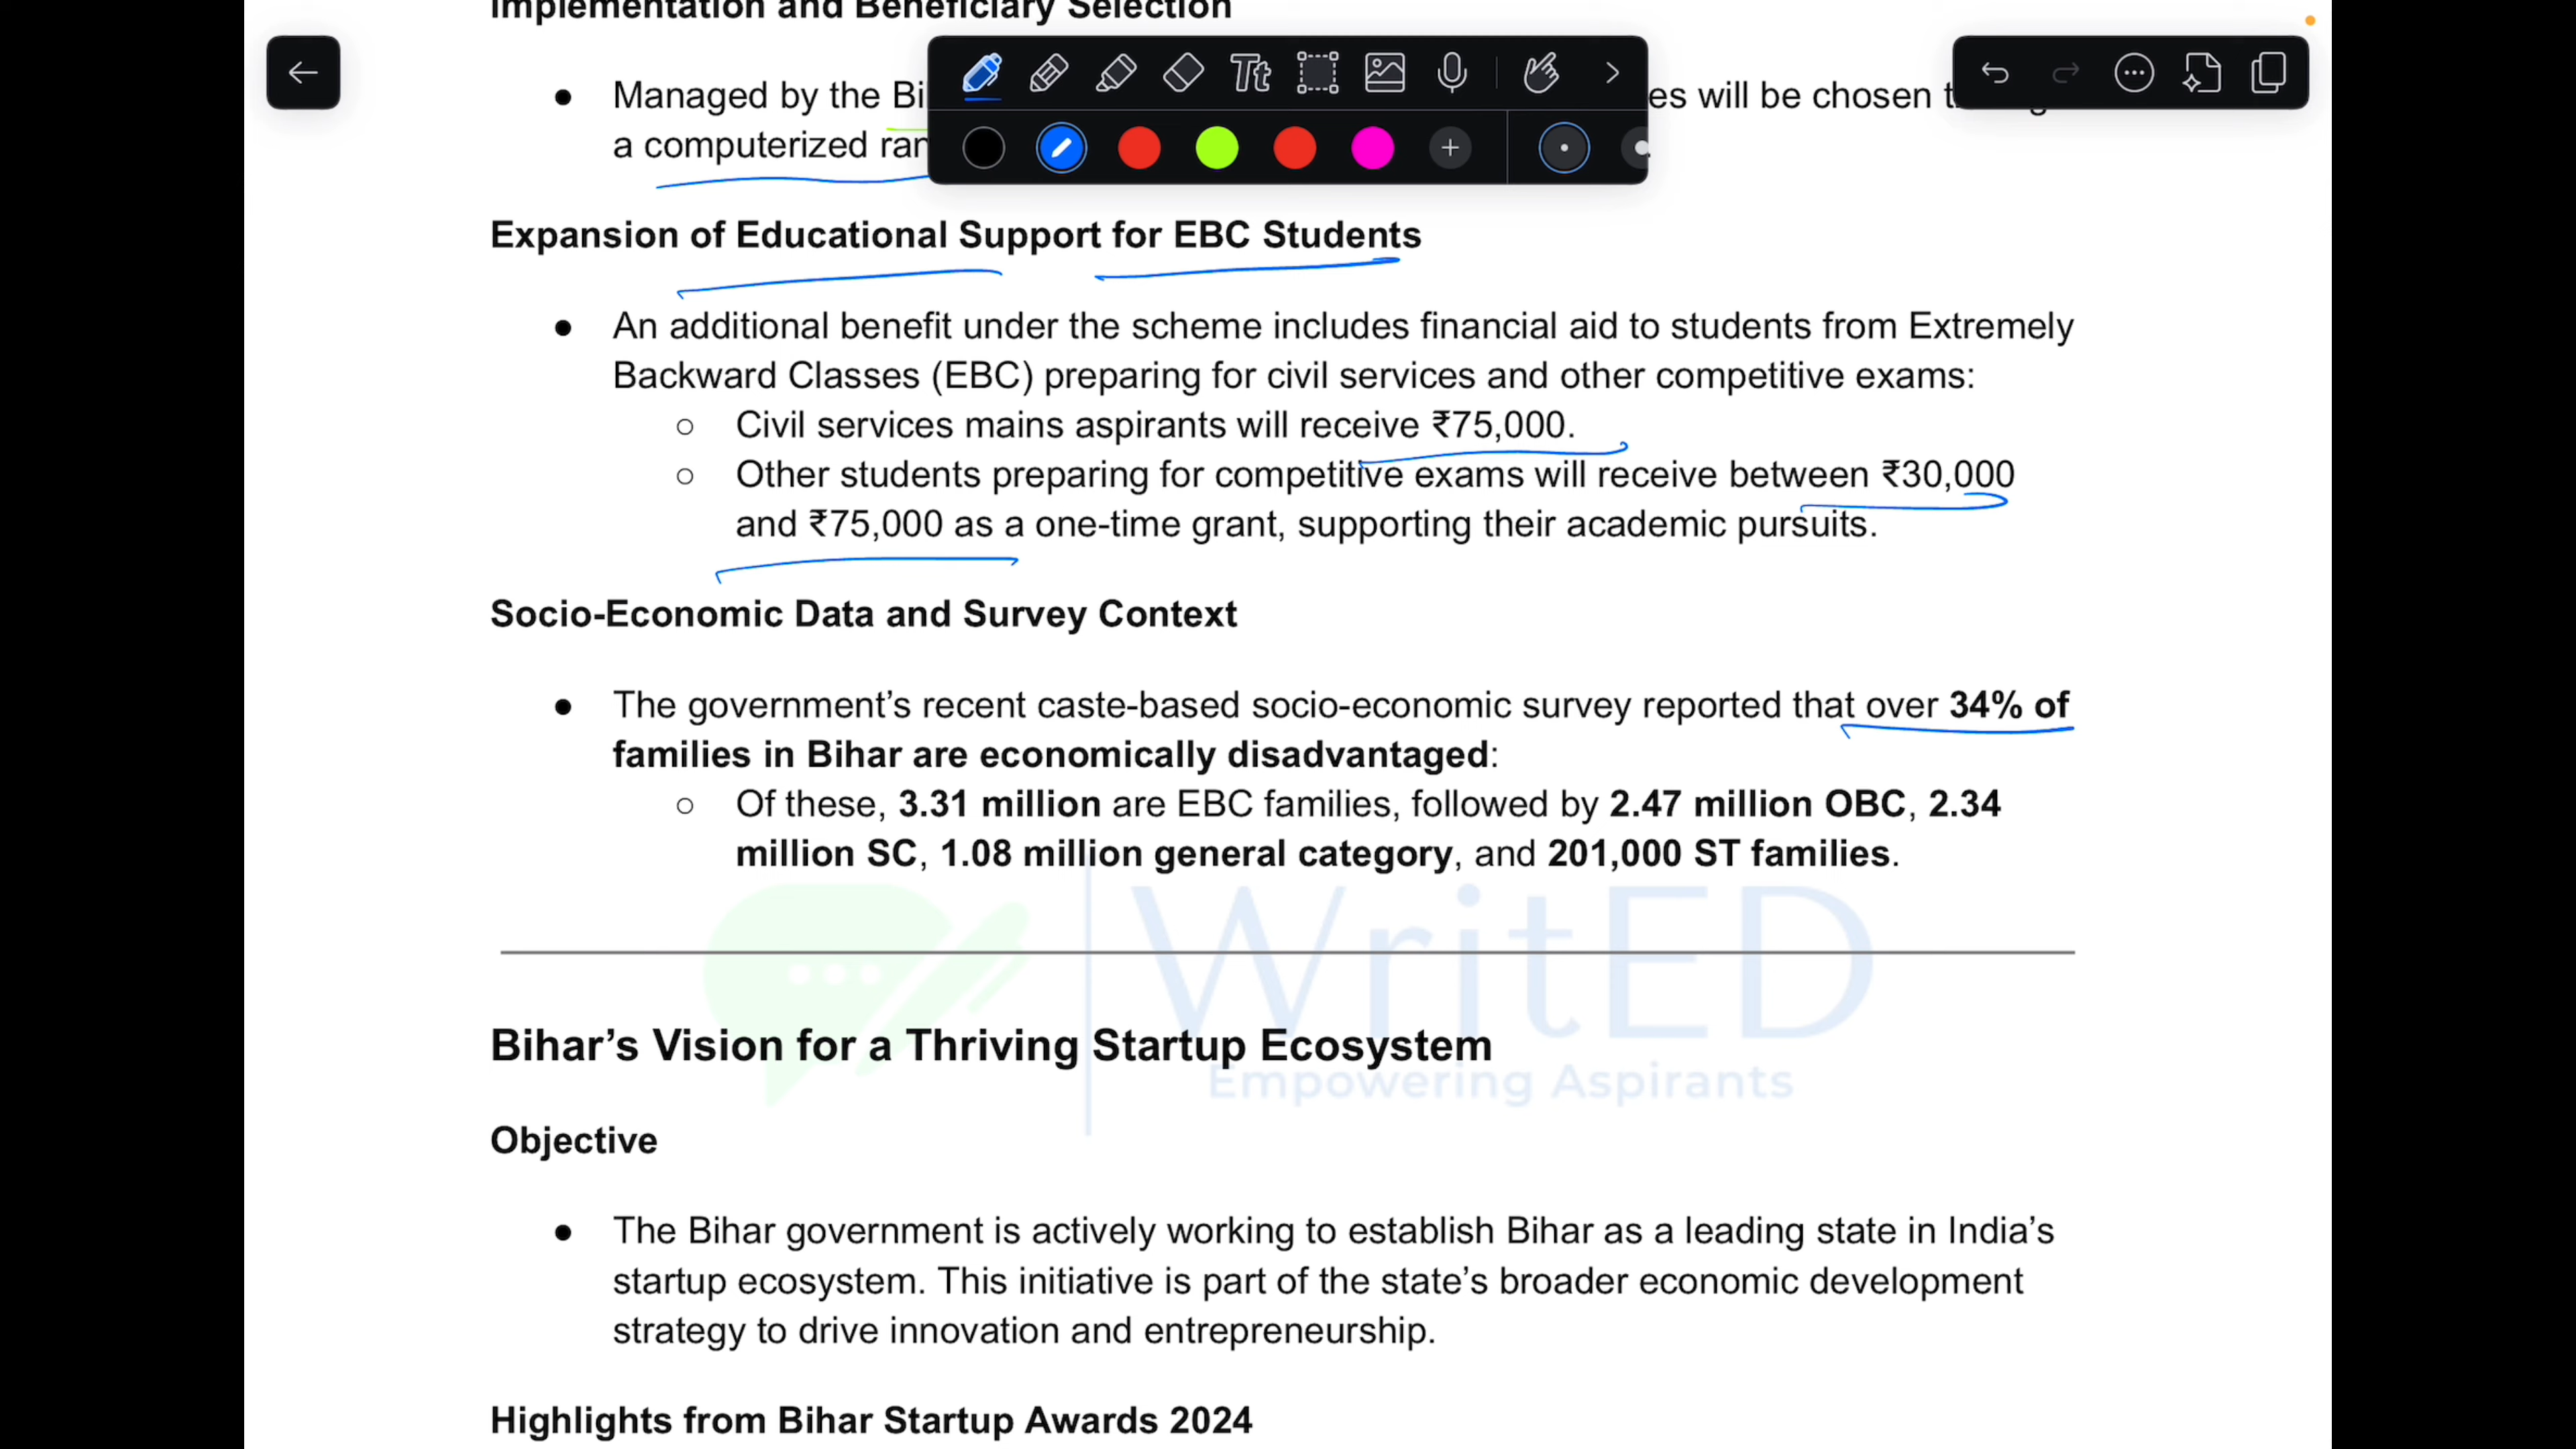 Implementation and Beneficiary Selection
● Managed by the Bi es will be chosen
a computerized ran
Tt
Expansion of Educational Support for EBC Students
● An additional benefit under the scheme includes financial aid to students from Extremely
Backward Classes (EBC) preparing for civil services and other competitive exams:
○ Civil services mains aspirants will receive ₹75,000.
○ Other students preparing for competitive exams will receive between ₹30,000
and ₹75,000 as a one-time grant, supporting their academic pursuits.
Socio-Economic Data and Survey Context
● The government’s recent caste-based socio-economic survey reported that over 34% of
families in Bihar are economically disadvantaged:
○ Of these, 3.31 million are EBC families, followed by 2.47 million OBC, 2.34
million SC, 1.08 million general category, and 201,000 ST families.
WritED
Empowering Aspirants
Bihar’s Vision for a Thriving Startup Ecosystem
Objective
● The Bihar government is actively working to establish Bihar as a leading state in India’s
startup ecosystem. This initiative is part of the state’s broader economic development
strategy to drive innovation and entrepreneurship.
Highlights from Bihar Startup Awards 2024